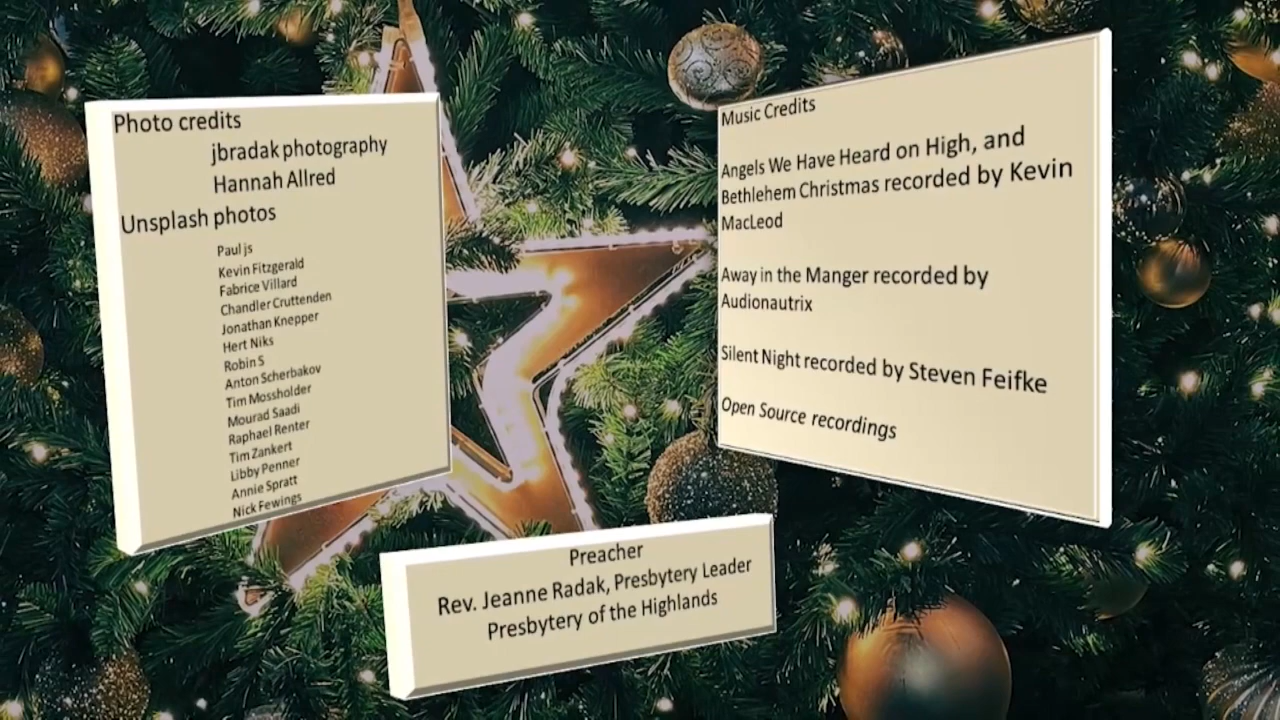 Photo credits
jbradak photography
Hannah Allred
Unsplash photos
Paul js
Kevin Fitzgerald
Fabrice Villard
Chandler Cruttenden
Jonathan Knepper
Hert Niks
Robin S
Anton Scherbakov
Tim Mossholder
Mourad Saadi
Raphael Renter
Tim Zankert
Libby Penner
Annie Spratt
Nick Fewings
Music Credits
Angels We Have Heard on High, and
Bethlehem Christmas recorded by Kevin
MacLeod
Away in the Manger recorded by
Audionautrix
Silent Night recorded by Steven Feifke
Open Source recordings
Preacher
Rev. Jeanne Radak, Presbytery Leader
Presbytery of the Highlands